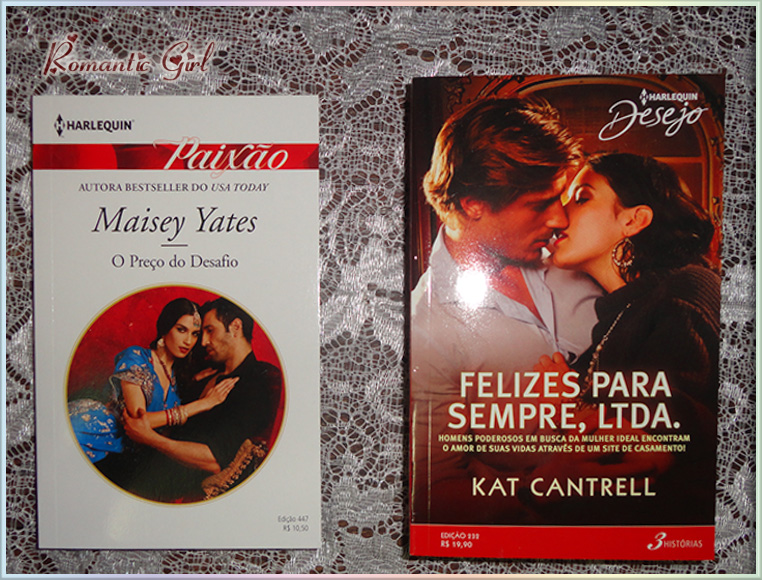 Romantic Girl
HARLEQUIN
Paixão
AUTORA BESTSELLER DO USA TODAY
Maisey Yates
O Preço do Desafio
Edição 447
R$ 10,50
HARLEQUIN
Desejo
FELIZES PARA
SEMPRE, LTDA.
HOMENS PODEROSOS EM BUSCA DA MULHER IDEAL ENCONTRAM
O AMOR DE SUAS VIDAS ATRAVÉS DE UM SITE DE CASAMENTO!
KAT CANTRELL
EDIÇÃO 232
R$ 19,90
3 HISTÓRIAS